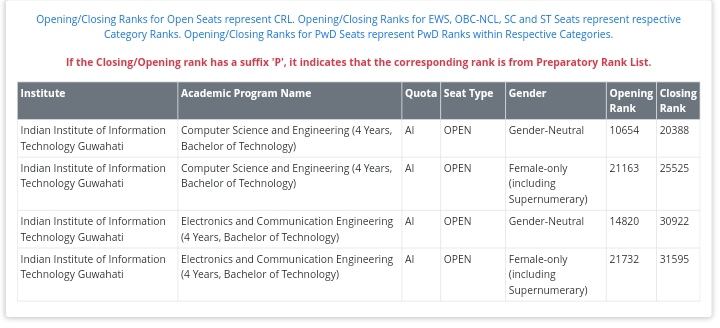 Opening/Closing Ranks for Open Seats represent CRL. Opening/Closing Ranks for EWS, OBC-NCL, SC and ST Seats represent respective
Category Ranks. Opening/Closing Ranks for PwD Seats represent PwD Ranks within Respective Categories.
If the Closing/Opening rank has a suffix 'P', it indicates that the corresponding rank is from Preparatory Rank List.
Institute Academic Program Name Quota Seat Type Gender Opening Closing
Rank Rank
Indian Institute of Information Computer Science and Engineering (4 Years, AI OPEN Gender-Neutral 10654 20388
Technology Guwahati Bachelor of Technology)
Indian Institute of Information Computer Science and Engineering (4 Years, AI OPEN Female-only 21163 25525
Technology Guwahati Bachelor of Technology) (including
Supernumerary)
Indian Institute of Information Electronics and Communication Engineering AI OPEN Gender-Neutral 14820 30922
Technology Guwahati (4 Years, Bachelor of Technology)
Indian Institute of Information Electronics and Communication Engineering AI OPEN Female-only 21732 31595
Technology Guwahati (4 Years, Bachelor of Technology) (including
Supernumerary)